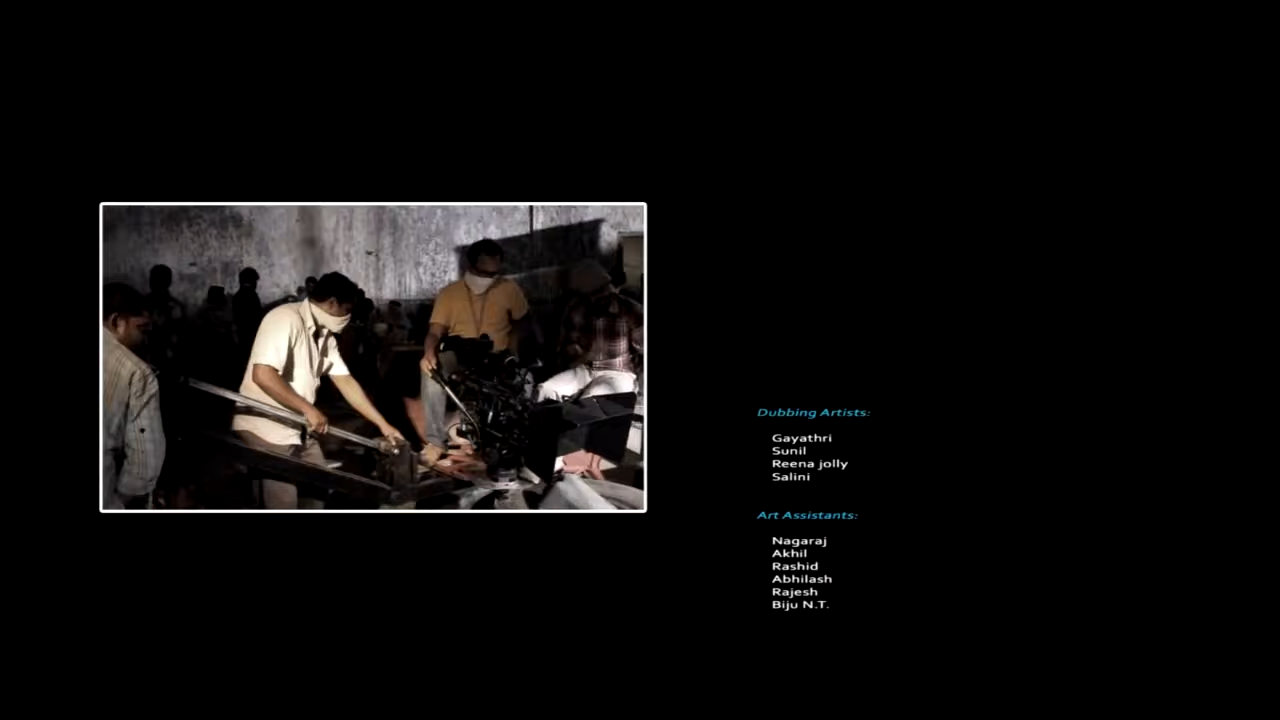 Dubbing Artists:
Gayathri
Sunil
Reena jolly
Salini
Art Assistants:
Nagaraj
Akhil
Rashid
Abhilash
Rajesh
Biju N.T.